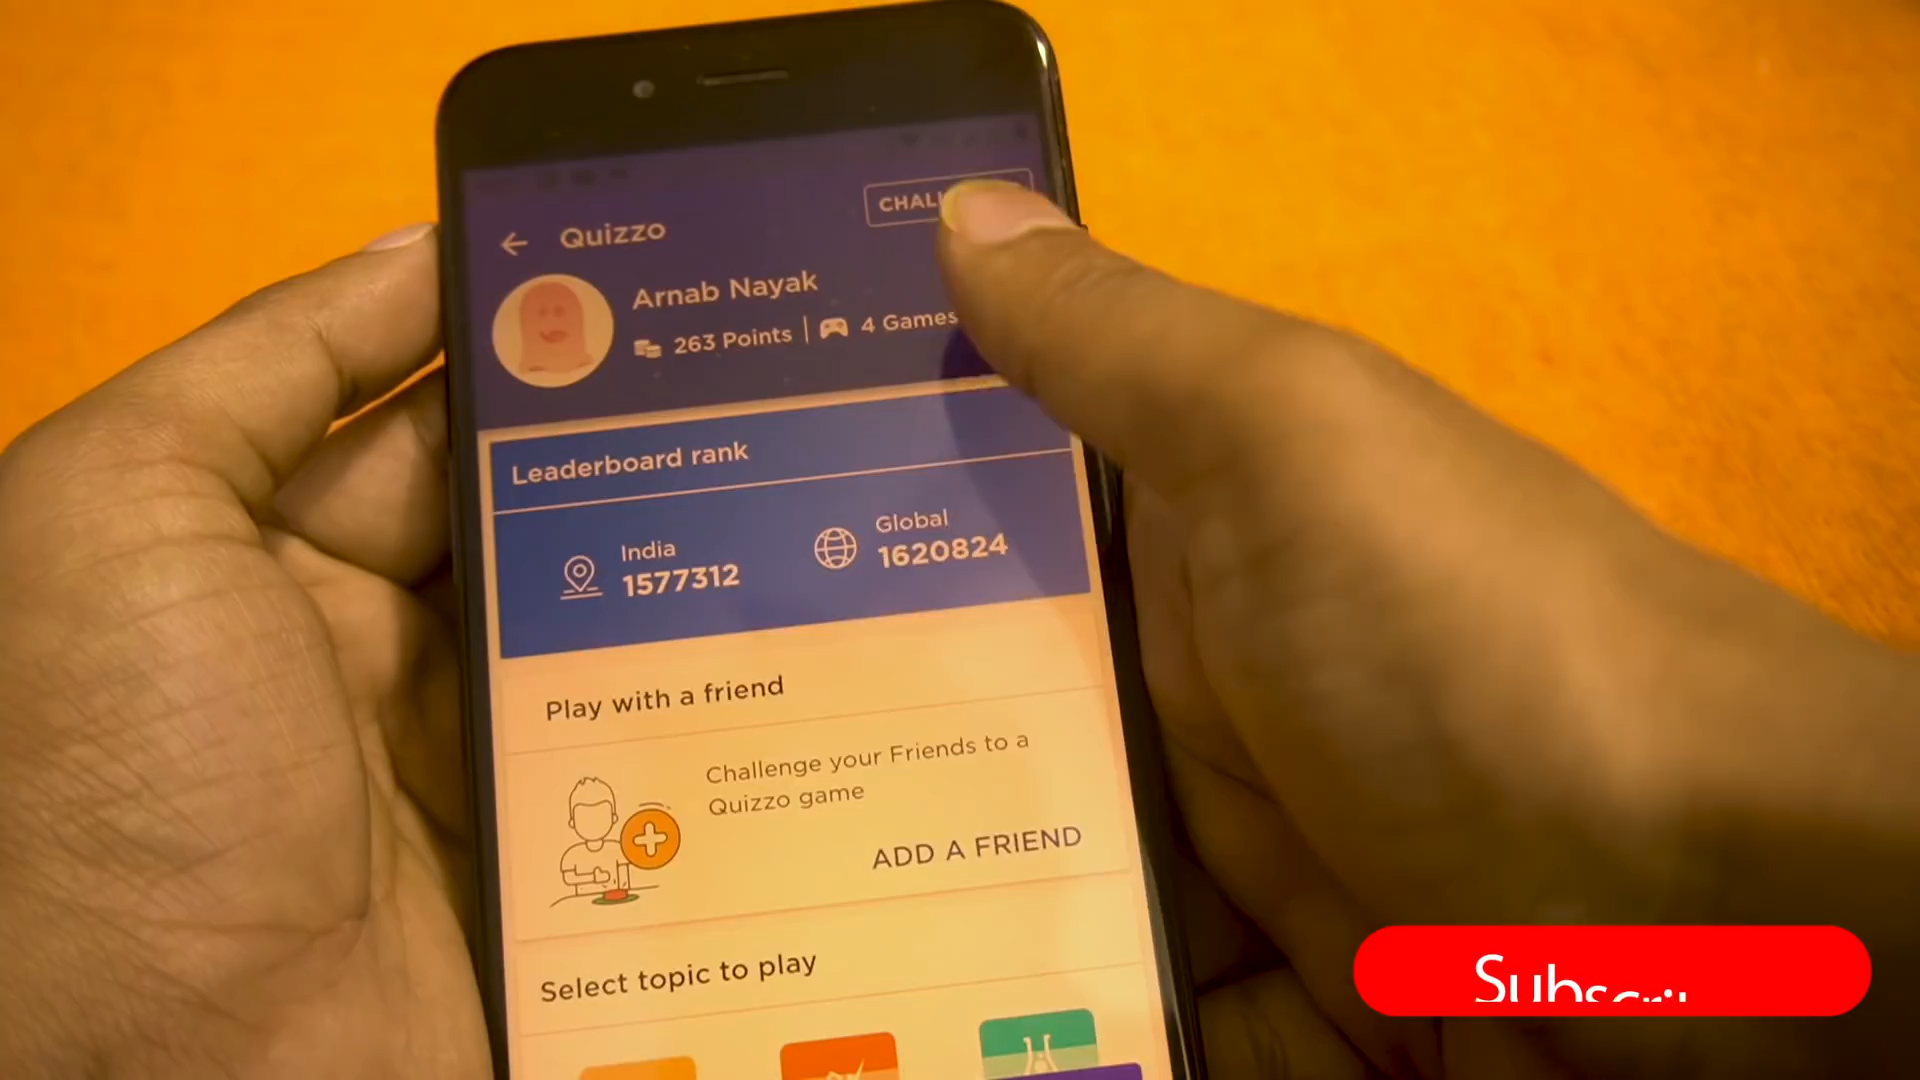 Quizzo
Arnab Nayak
263 Points | 4 Games
Leaderboard rank
India
1577312
Global
1620824
Play with a friend
Challenge your Friends to a
Quizzo game
ADD A FRIEND
Select topic to play